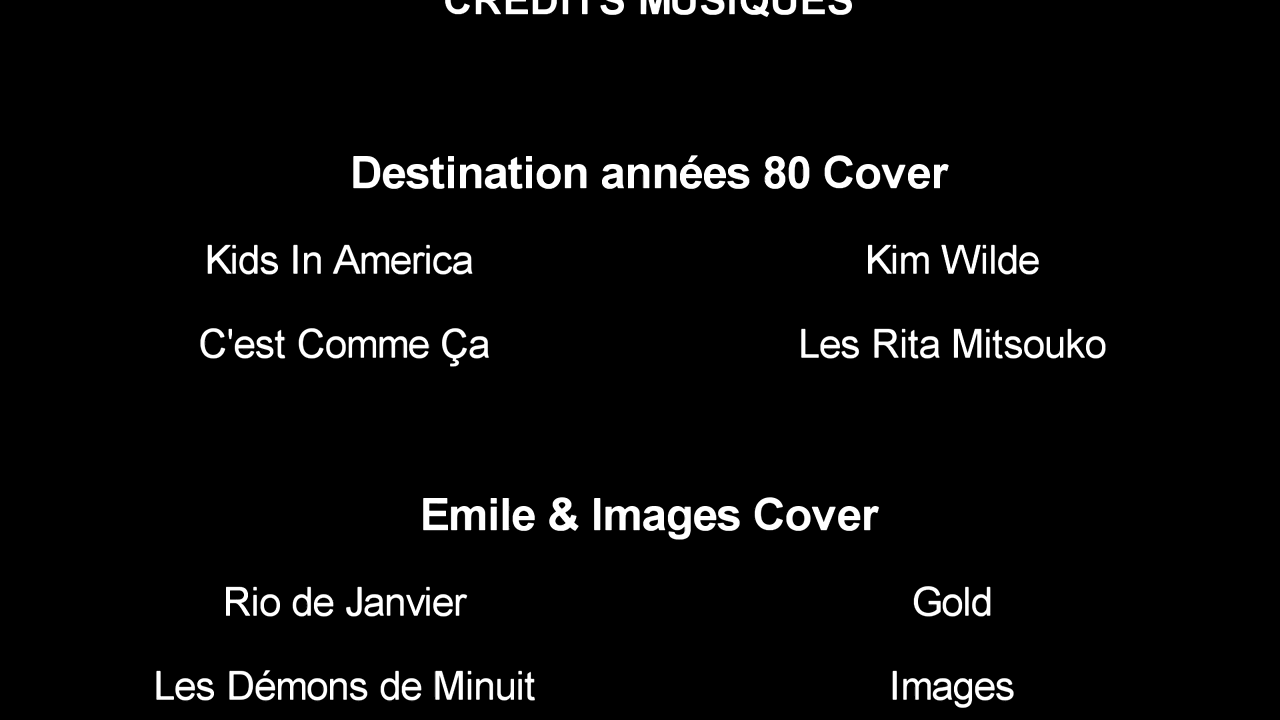 CREDITS MUSIQUES
Destination années 80 Cover
Kids In America Kim Wilde
C'est Comme Ça Les Rita Mitsouko
Emile & Images Cover
Rio de Janvier Gold
Les Démons de Minuit Images